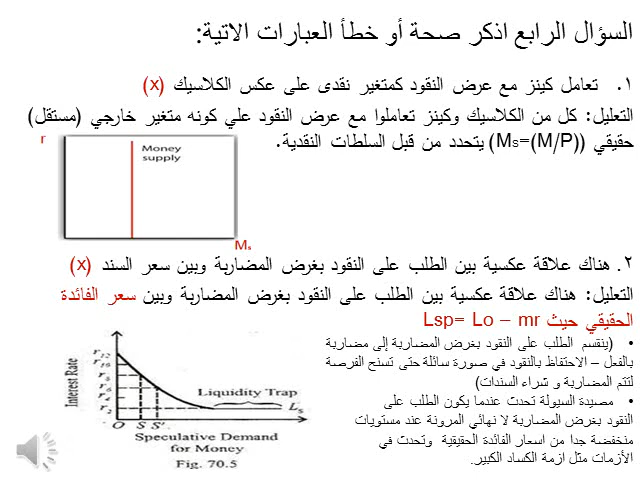 السؤال الرابع اذكر صحة أو خطأ العبارات الاتية:
١. تعامل كينز مع عرض النقود كمتغير نقدى على عكس الكلاسيك (x)
التعليل: كل من الكلاسيك وكينز تعاملوا مع عرض النقود علي كونه متغير خارجي (مستقل)
حقيقي ((Ms=(M/P) يتحدد من قبل السلطات النقدية.
r
Money
supply
Ms
٢. هناك علاقة عكسية بين الطلب على النقود بغرض المضاربة وبين سعر السند (x)
التعليل: هناك علاقة عكسية بين الطلب على النقود بغرض المضاربة وبين سعر الفائدة
الحقيقي حيث Lsp= Lo – mr
• (ينقسم الطلب على النقود بغرض المضاربة إلى مضاربة
بالفعل – الاحتفاظ بالنقود في صورة سائلة حتى تسنح الفرصة
لتتم المضاربة و شراء السندات)
• مصيدة السيولة تحدث عندما يكون الطلب على
النقود بغرض المضاربة لا نهائي المرونة عند مستويات
منخفضة جدا من اسعار الفائدة الحقيقية وتحدث في
الأزمات مثل ازمة الكساد الكبير.
Interest Rate
r12
r10
r8
r6
r2
Liquidity Trap
Ls
O S S'
Speculative Demand
for Money
Fig. 70.5